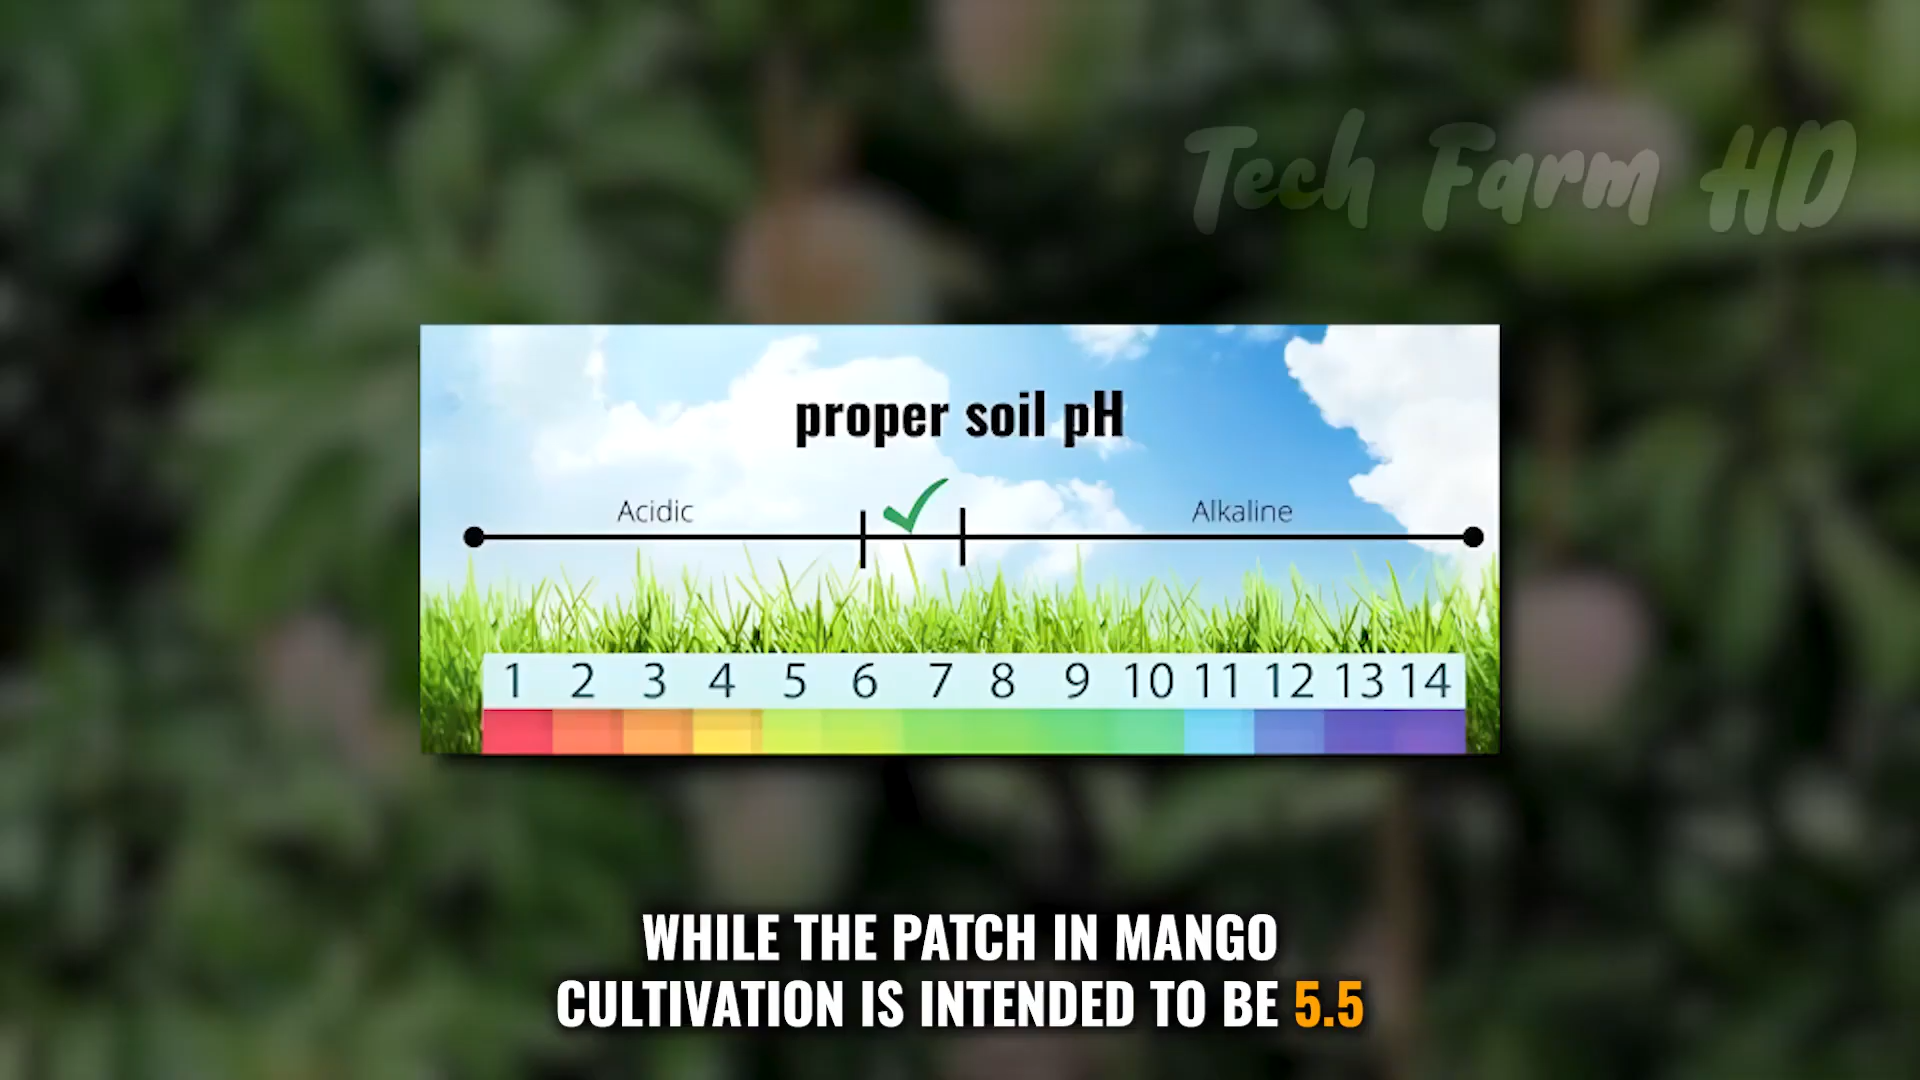 Tech Farm HD
proper soil pH
Acidic
Alkaline
1 2 3 4 5 6 7 8 9 10 11 12 13 14
WHILE THE PATCH IN MANGO
CULTIVATION IS INTENDED TO BE 5.5